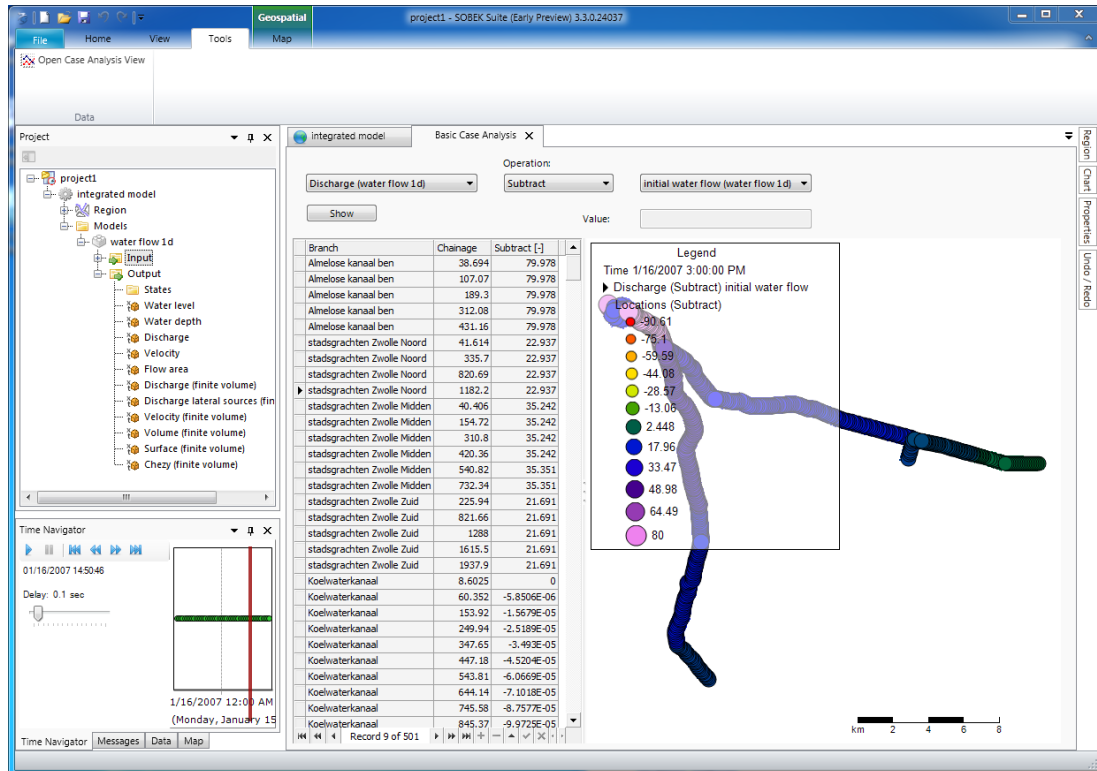 Geospatial
project1 - SOBEK Suite (Early Preview) 3.3.0.24037
File Home View Tools Map
Open Case Analysis View
Data
Project
project1
integrated model
Region
Models
water flow 1d
Input
Output
States
Water level
Water depth
Discharge
Velocity
Flow area
Discharge (finite volume)
Discharge lateral sources (fin
Velocity (finite volume)
Volume (finite volume)
Surface (finite volume)
Chezy (finite volume)
Time Navigator
01/16/2007 14:50:46
Delay: 0.1 sec
1/16/2007 12:00 AM
(Monday, January 15
Time Navigator Messages Data Map
integrated model Basic Case Analysis
Operation:
Discharge (water flow 1d) Subtract initial water flow (water flow 1d)
Show Value:
Branch Chainage Subtract [-]
Almelose kanaal ben 38.694 79.978
Almelose kanaal ben 107.07 79.978
Almelose kanaal ben 189.3 79.978
Almelose kanaal ben 312.08 79.978
Almelose kanaal ben 431.16 79.978
stadsgrachten Zwolle Noord 41.614 22.937
stadsgrachten Zwolle Noord 335.7 22.937
stadsgrachten Zwolle Noord 820.69 22.937
stadsgrachten Zwolle Noord 1182.2 22.937
stadsgrachten Zwolle Midden 40.406 35.242
stadsgrachten Zwolle Midden 154.72 35.242
stadsgrachten Zwolle Midden 310.8 35.242
stadsgrachten Zwolle Midden 420.36 35.242
stadsgrachten Zwolle Midden 540.82 35.351
stadsgrachten Zwolle Midden 732.34 35.351
stadsgrachten Zwolle Zuid 225.94 21.691
stadsgrachten Zwolle Zuid 821.66 21.691
stadsgrachten Zwolle Zuid 1288 21.691
stadsgrachten Zwolle Zuid 1615.5 21.691
stadsgrachten Zwolle Zuid 1937.9 21.691
Koelwaterkanaal 8.6025 0
Koelwaterkanaal 60.352 -5.8506E-06
Koelwaterkanaal 153.92 -1.5679E-05
Koelwaterkanaal 249.94 -2.5189E-05
Koelwaterkanaal 347.65 -3.493E-05
Koelwaterkanaal 447.18 -4.5204E-05
Koelwaterkanaal 543.81 -6.0669E-05
Koelwaterkanaal 644.14 -7.1018E-05
Koelwaterkanaal 745.58 -8.7577E-05
Koelwaterkanaal 845.37 -9.9725E-05
Record 9 of 501
Legend
Time 1/16/2007 3:00:00 PM
Discharge (Subtract) initial water flow
Locations (Subtract)
-90.61
-75.1
-59.59
-44.08
-28.57
-13.06
2.448
17.96
33.47
48.98
64.49
80
km 2 4 6 8
Region
Chart
Properties
Undo / Redo